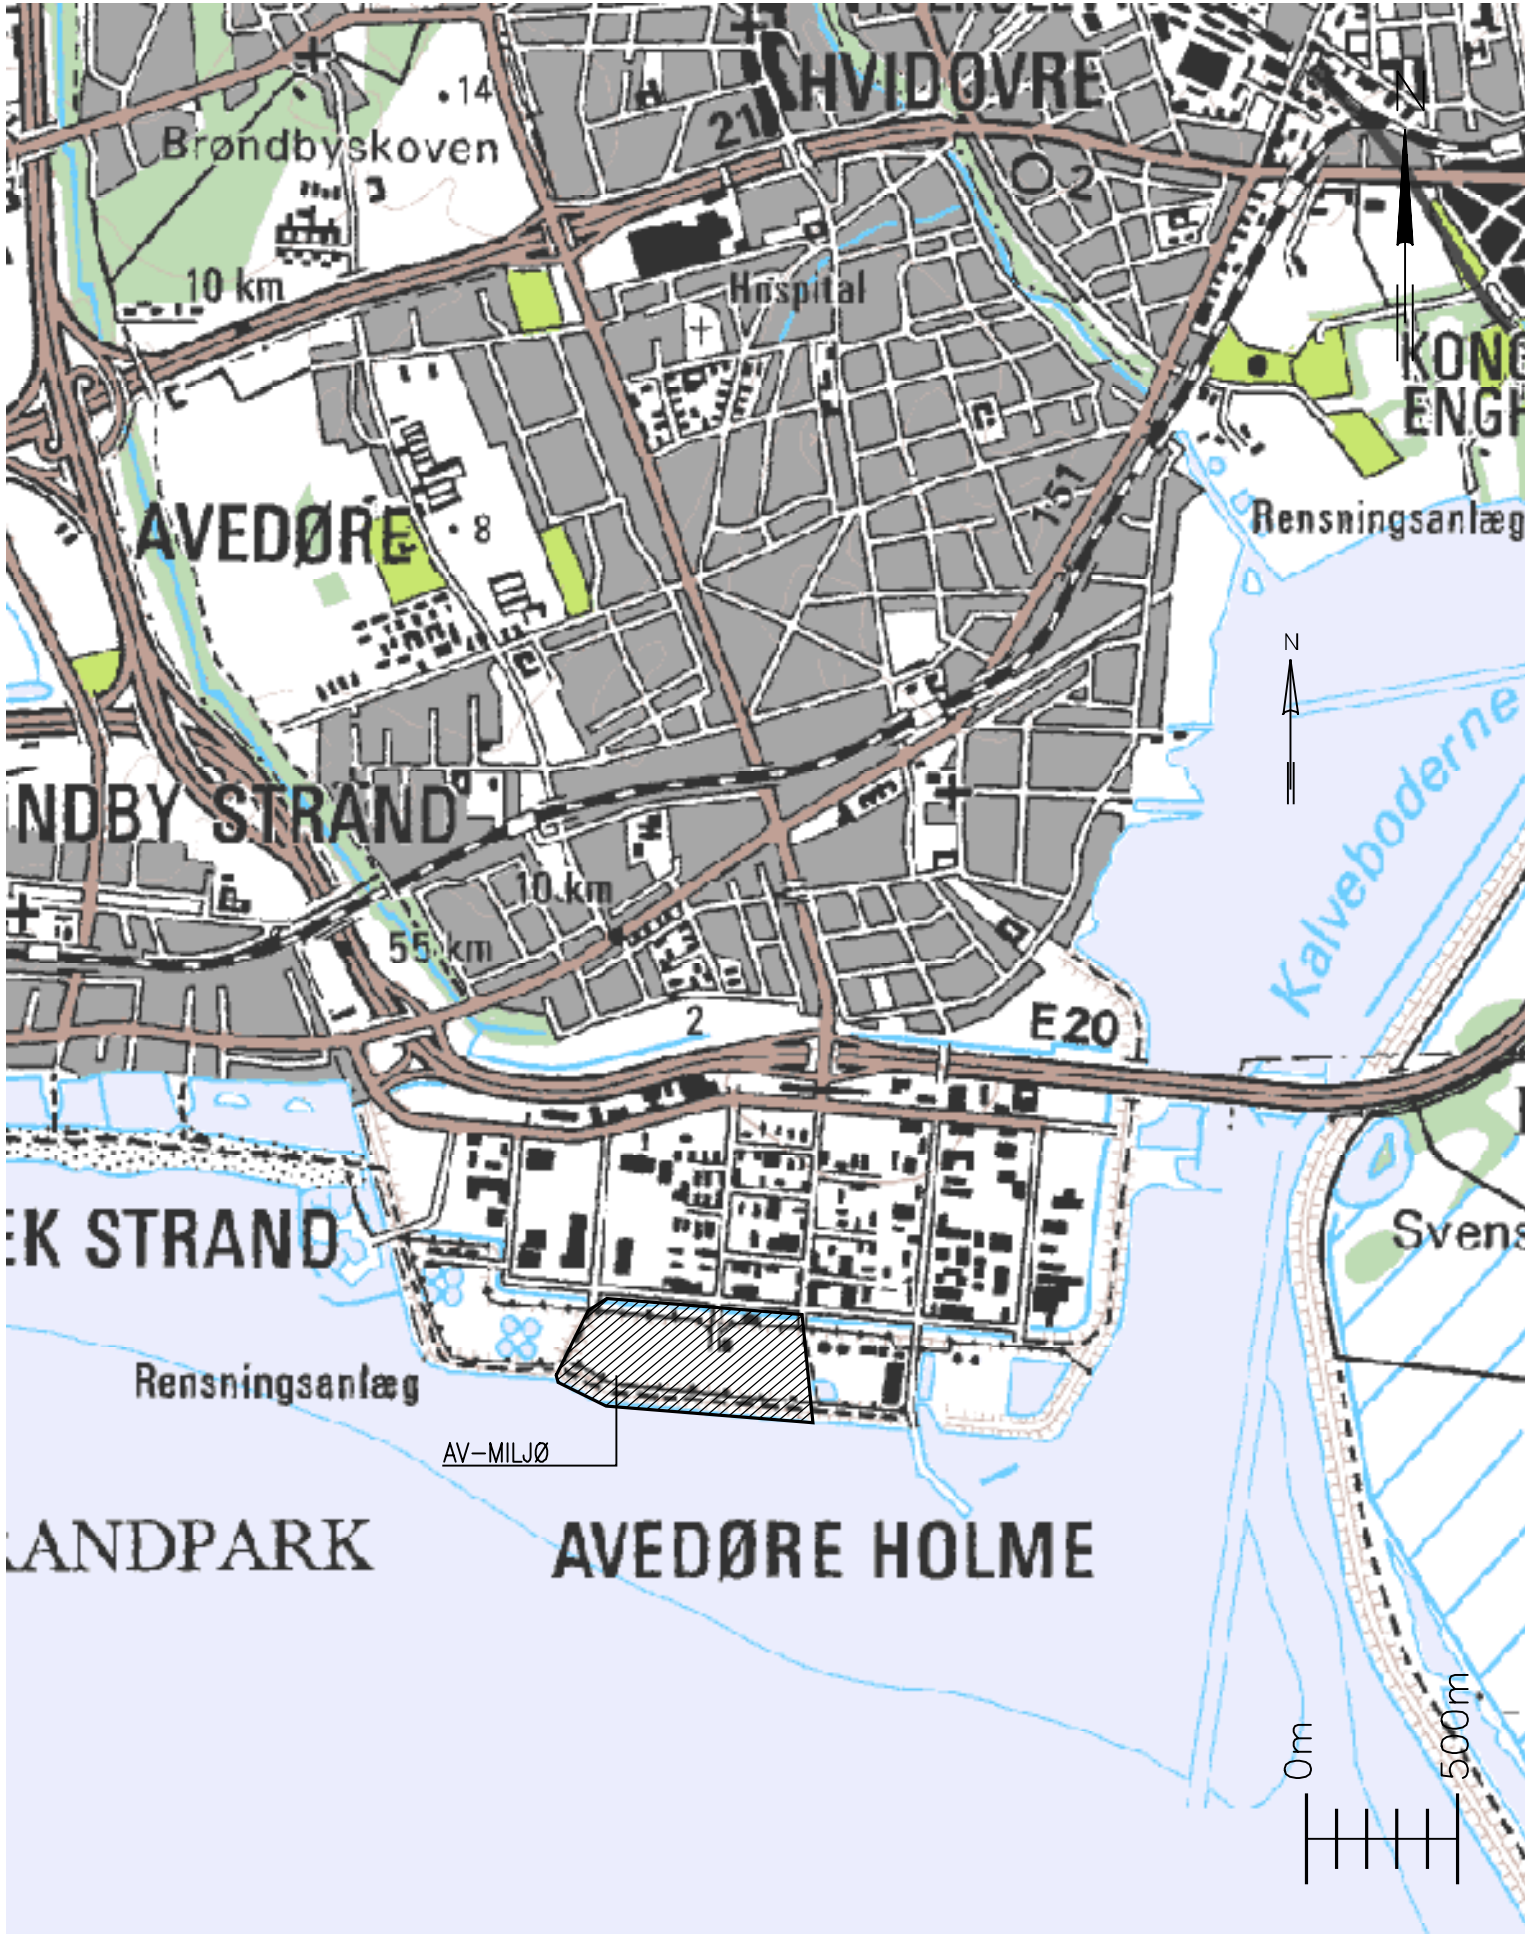 HVIDOVRE
N
14
21
Brøndbyskoven
2
10 km
Hospital
KONG
ENGH
151
Rensningsanlæg
AVEDØRE
8
N
Kalveboderne
NDBY STRAND
10 km
55 km
2
E20
EK STRAND
Svens
Rensningsanlæg
AV-MILJØ
RANDPARK
AVEDØRE HOLME
0m
500m